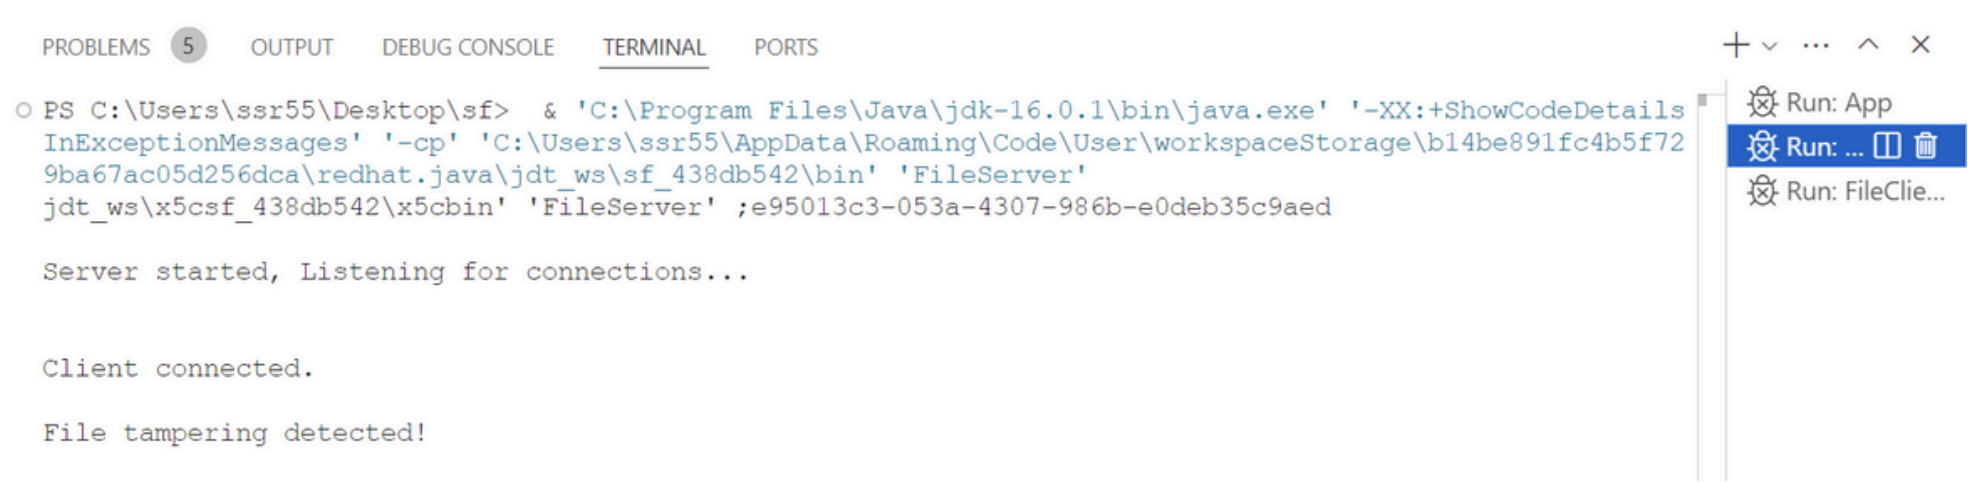 PROBLEMS 5 OUTPUT DEBUG CONSOLE TERMINAL PORTS
PS C:\Users\ssr55\Desktop\sf>  & 'C:\Program Files\Java\jdk-16.0.1\bin\java.exe' '-XX:+ShowCodeDetails
InExceptionMessages' '-cp' 'C:\Users\ssr55\AppData\Roaming\Code\User\workspaceStorage\b14be891fc4b5f72
9ba67ac05d256dca\redhat.java\jdt_ws\sf_438db542\bin' 'FileServer'
jdt_ws\x5csf_438db542\x5cbin' 'FileServer' ;e95013c3-053a-4307-986b-e0deb35c9aed
Server started, Listening for connections...
Client connected.
File tampering detected!
Run: App
Run: ...
Run: FileClie...